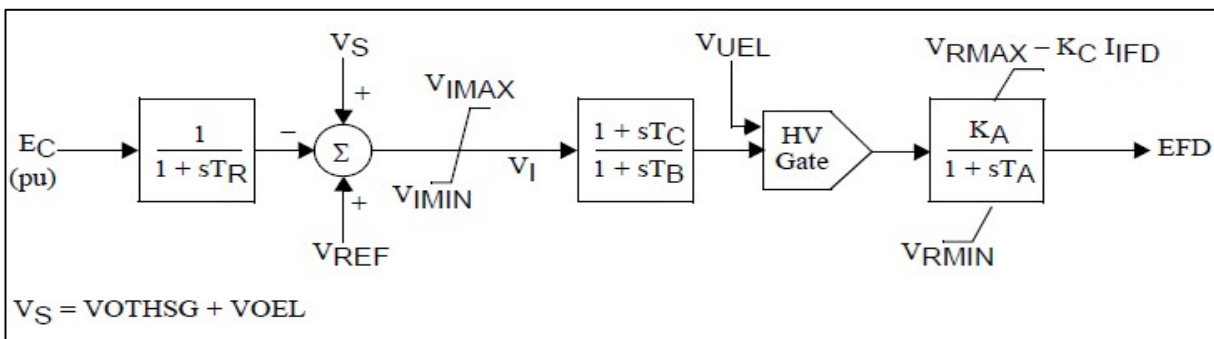 VS
VUEL
VRMAX – KC IIFD
+
VIMAX
EC
(pu)
1
1 + sTR
–
Σ
VI
VIMIN
+
VREF
1 + sTC
1 + sTB
HV
Gate
KA
1 + sTA
EFD
VRMIN
VS = VOTHSG + VOEL